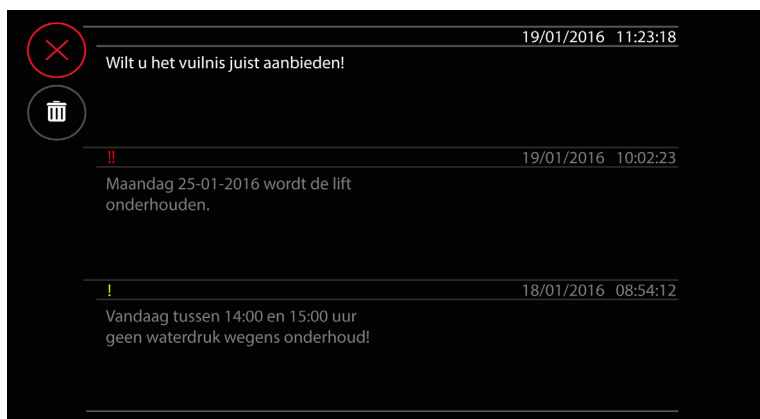 19/01/2016 11:23:18
Wilt u het vuilnis juist aanbieden!
!! 19/01/2016 10:02:23
Maandag 25-01-2016 wordt de lift
onderhouden.
! 18/01/2016 08:54:12
Vandaag tussen 14:00 en 15:00 uur
geen waterdruk wegens onderhoud!